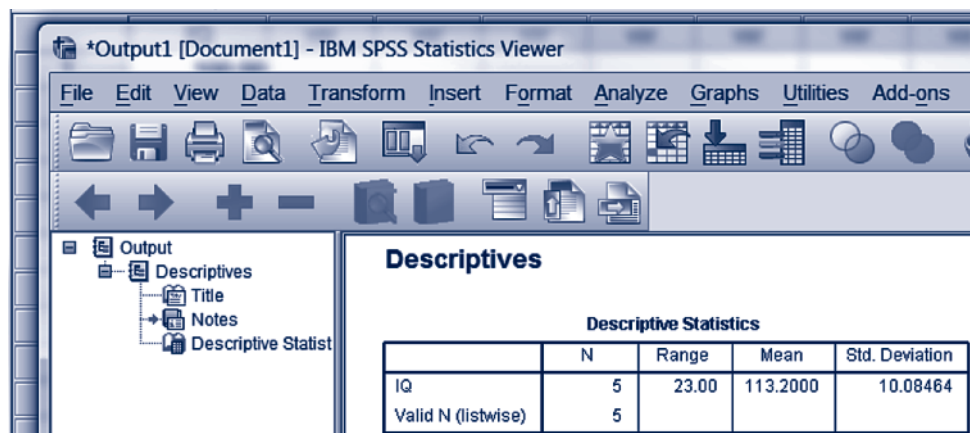 *Output1 [Document1] - IBM SPSS Statistics Viewer
File Edit View Data Transform Insert Format Analyze Graphs Utilities Add-ons
Output
Descriptives
Title
Notes
Descriptive Statist
Descriptives
Descriptive Statistics
N Range Mean Std. Deviation
IQ 5 23.00 113.2000 10.08464
Valid N (listwise) 5